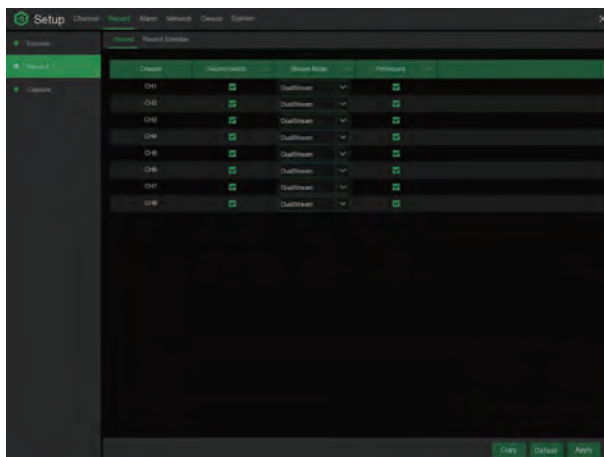 Setup Channel Record Alarm Network Device System
Encode
Record Record Schedule
Record
Channel Record Switch Stream Mode PreRecord
Capture
CH1 DualStream
CH2 DualStream
CH3 DualStream
CH4 DualStream
CH5 DualStream
CH6 DualStream
CH7 DualStream
CH8 DualStream
Copy Default Apply